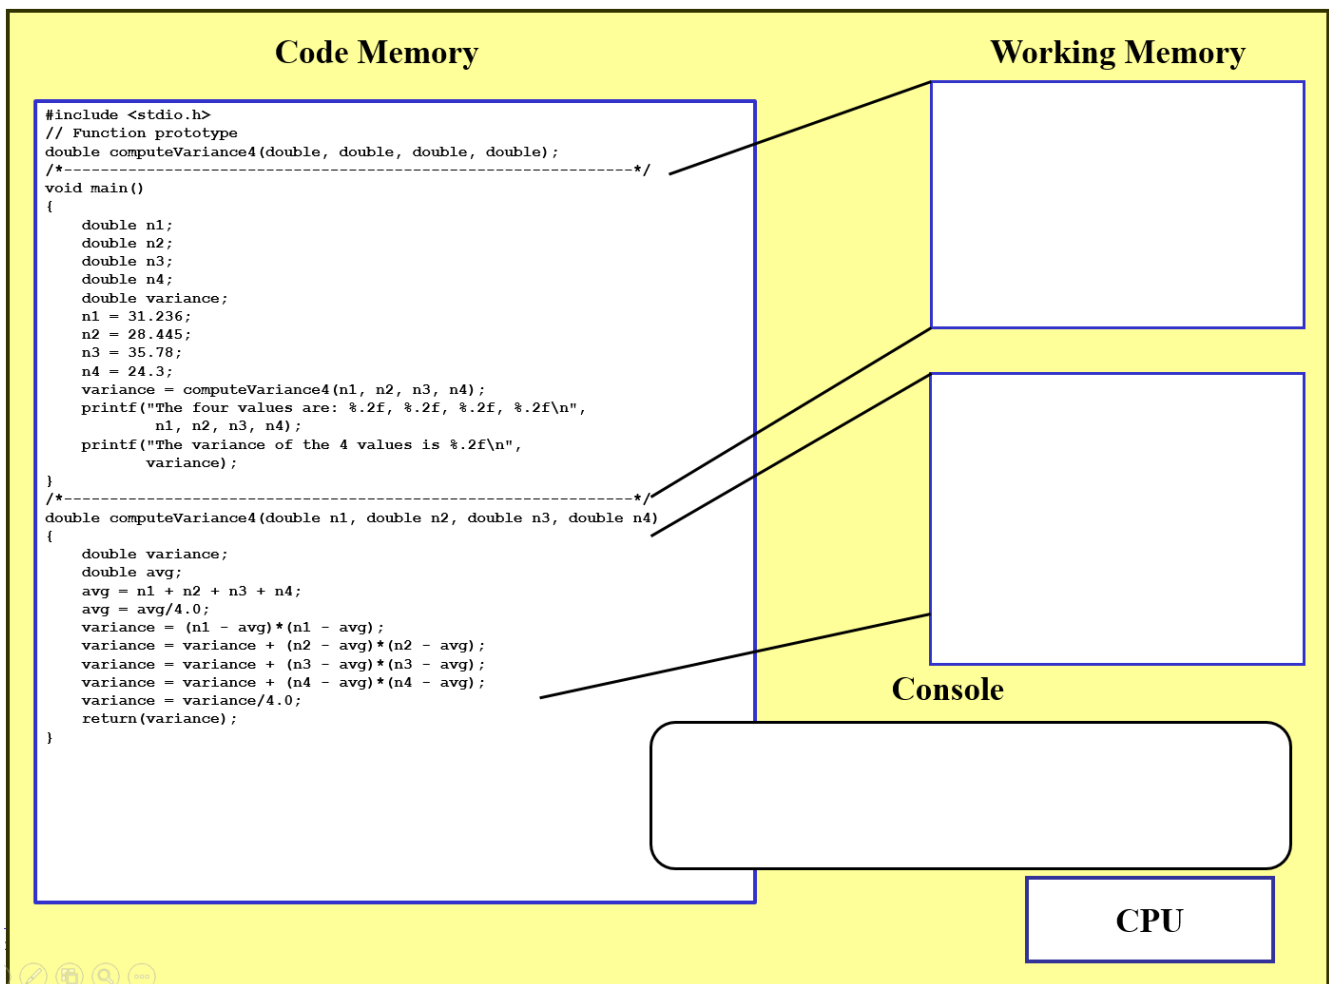 Code Memory
Working Memory
#include <stdio.h>
// Function prototype
double computeVariance4(double, double, double, double);
/*--------------------------------------------------------------*/
void main()
{
    double n1;
    double n2;
    double n3;
    double n4;
    double variance;
    n1 = 31.236;
    n2 = 28.445;
    n3 = 35.78;
    n4 = 24.3;
    variance = computeVariance4(n1, n2, n3, n4);
    printf("The four values are: %.2f, %.2f, %.2f, %.2f\n",
            n1, n2, n3, n4);
    printf("The variance of the 4 values is %.2f\n",
           variance);
}
/*--------------------------------------------------------------*/
double computeVariance4(double n1, double n2, double n3, double n4)
{
    double variance;
    double avg;
    avg = n1 + n2 + n3 + n4;
    avg = avg/4.0;
    variance = (n1 - avg)*(n1 - avg);
    variance = variance + (n2 - avg)*(n2 - avg);
    variance = variance + (n3 - avg)*(n3 - avg);
    variance = variance + (n4 - avg)*(n4 - avg);
    variance = variance/4.0;
    return(variance);
}
Console
CPU